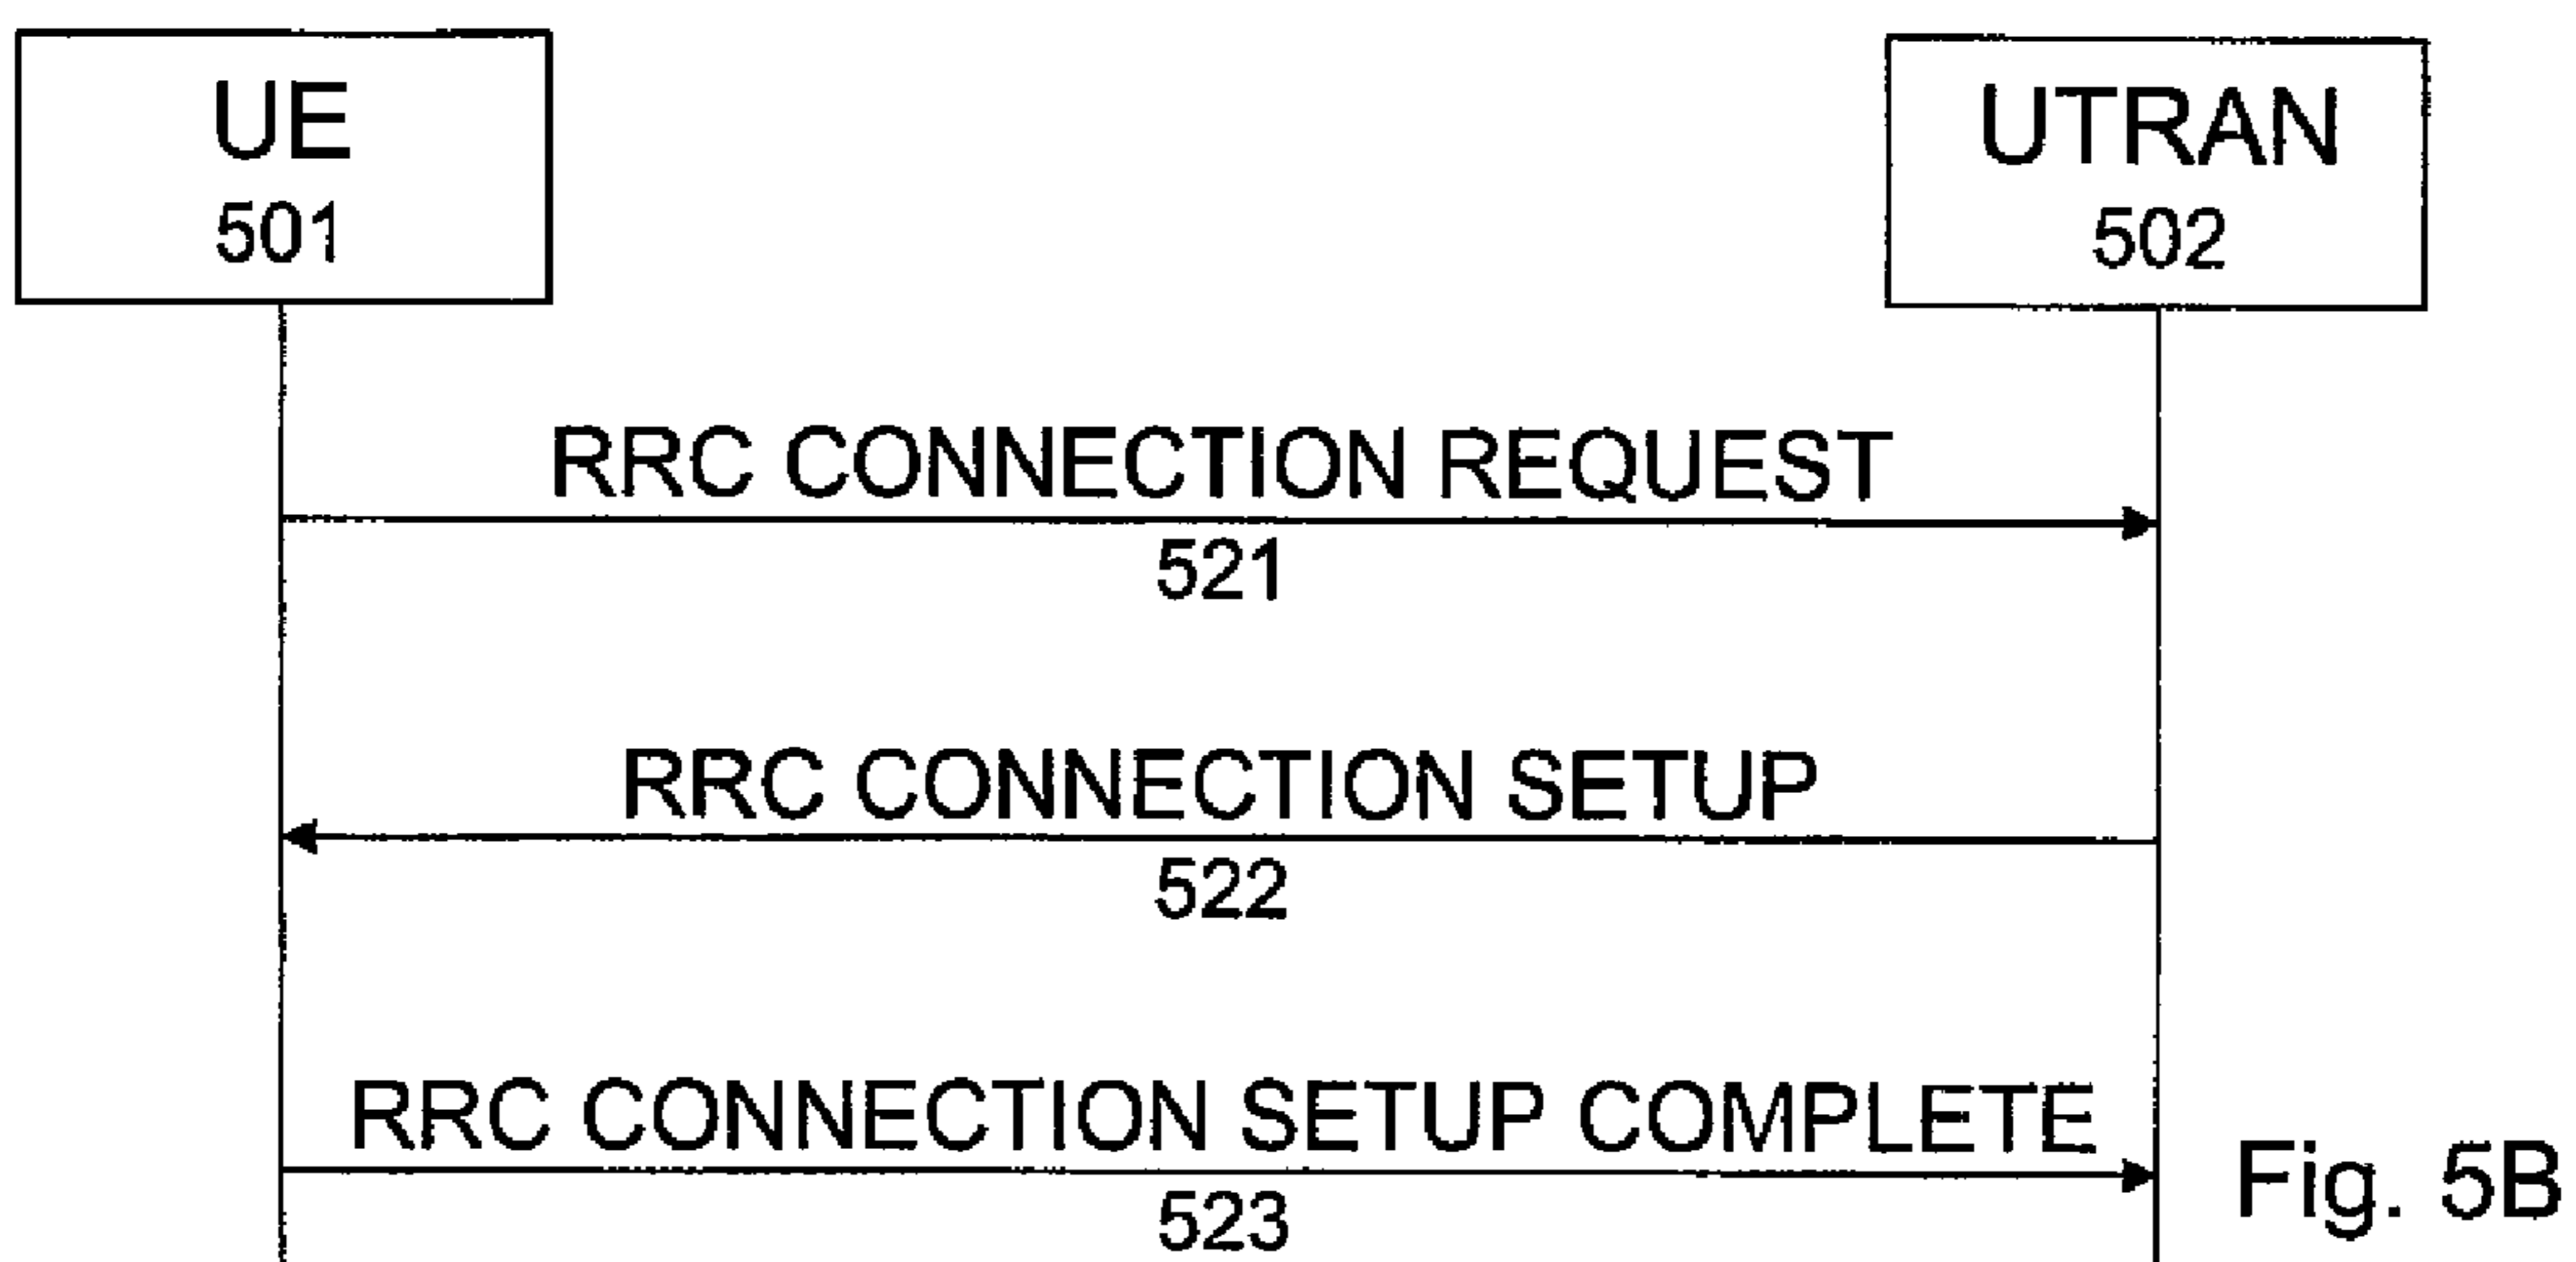 UE
501
UTRAN
502
RRC CONNECTION REQUEST
521
RRC CONNECTION SETUP
522
RRC CONNECTION SETUP COMPLETE
523
Fig. 5B